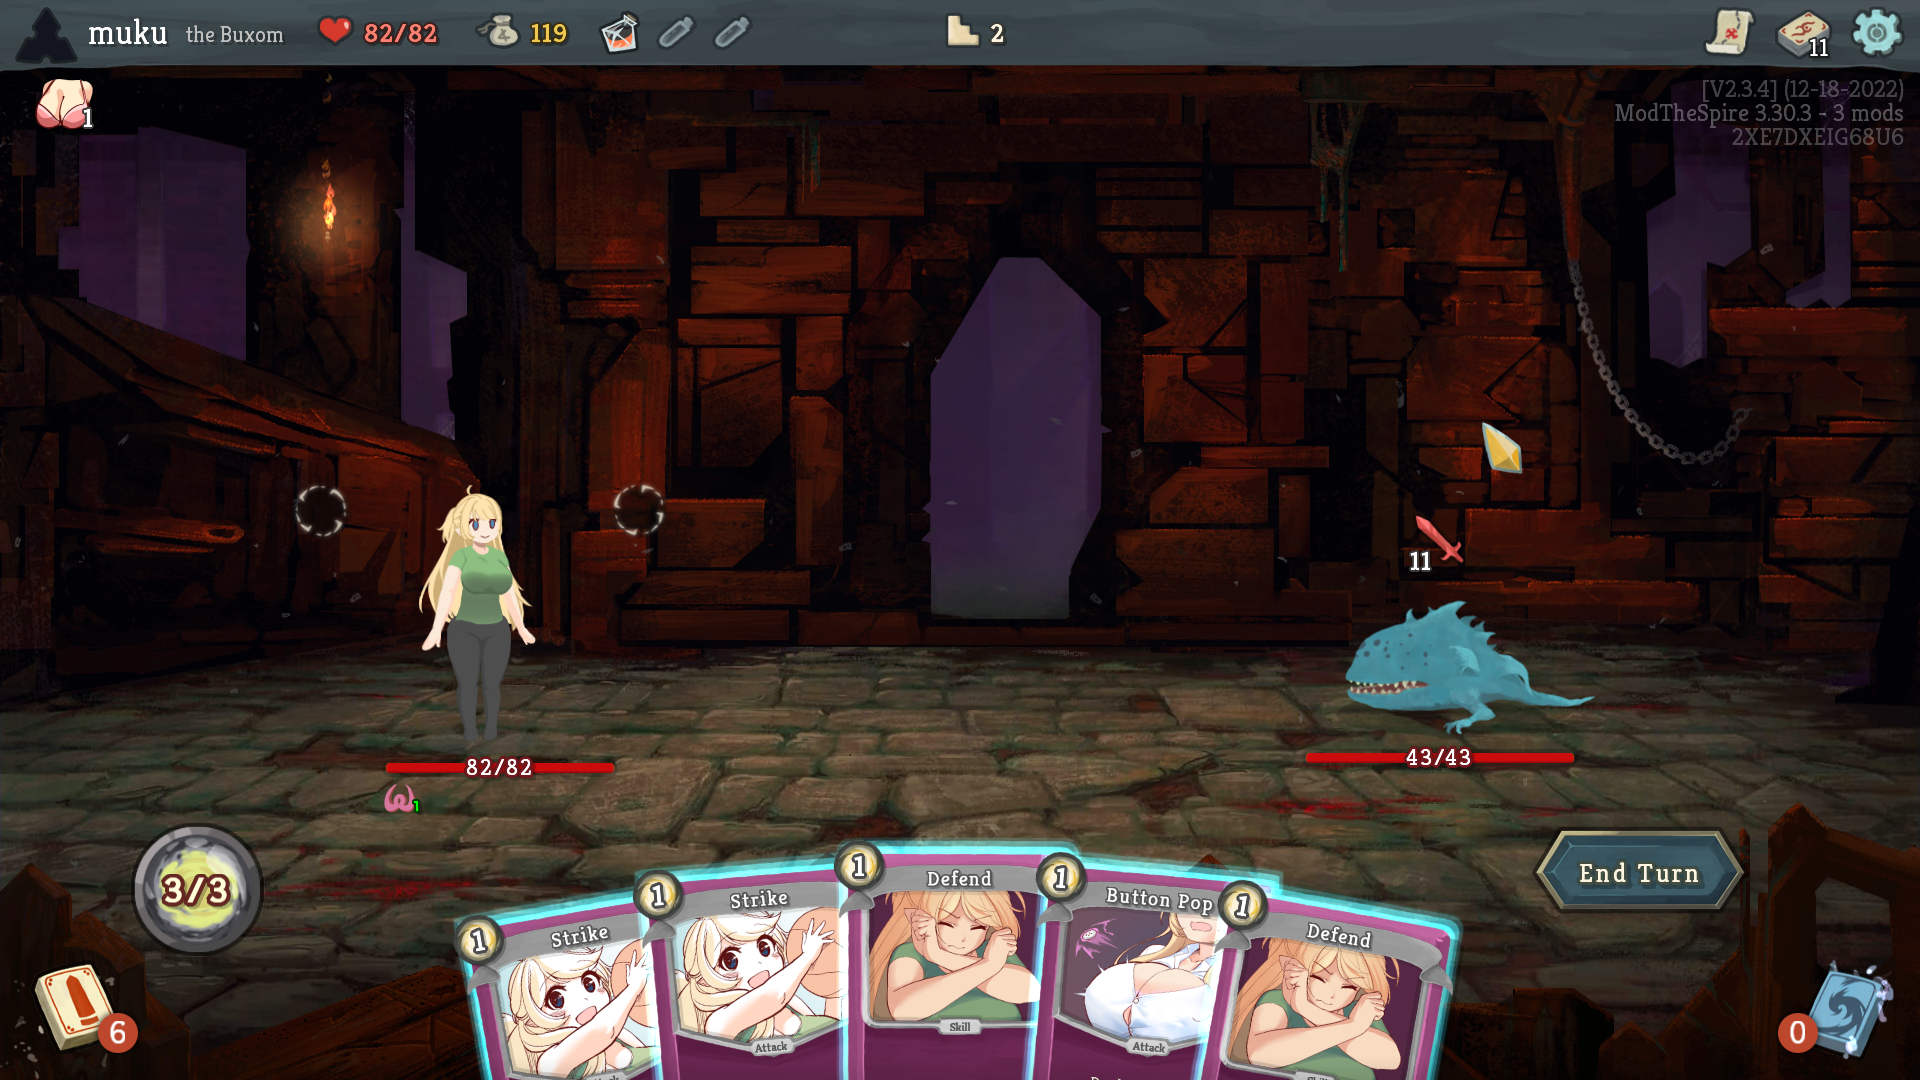 muku the Buxom 82/82 119 2 11
1
[V2.3.4] (12-18-2022)
ModTheSpire 3.30.3 - 3 mods
2XE7DXEIG68U6
11
82/82
43/43
1
3/3
End Turn
1 Strike
1 Strike
Attack
1 Defend
Skill
1 Button Pop
Attack
1 Defend
6
0